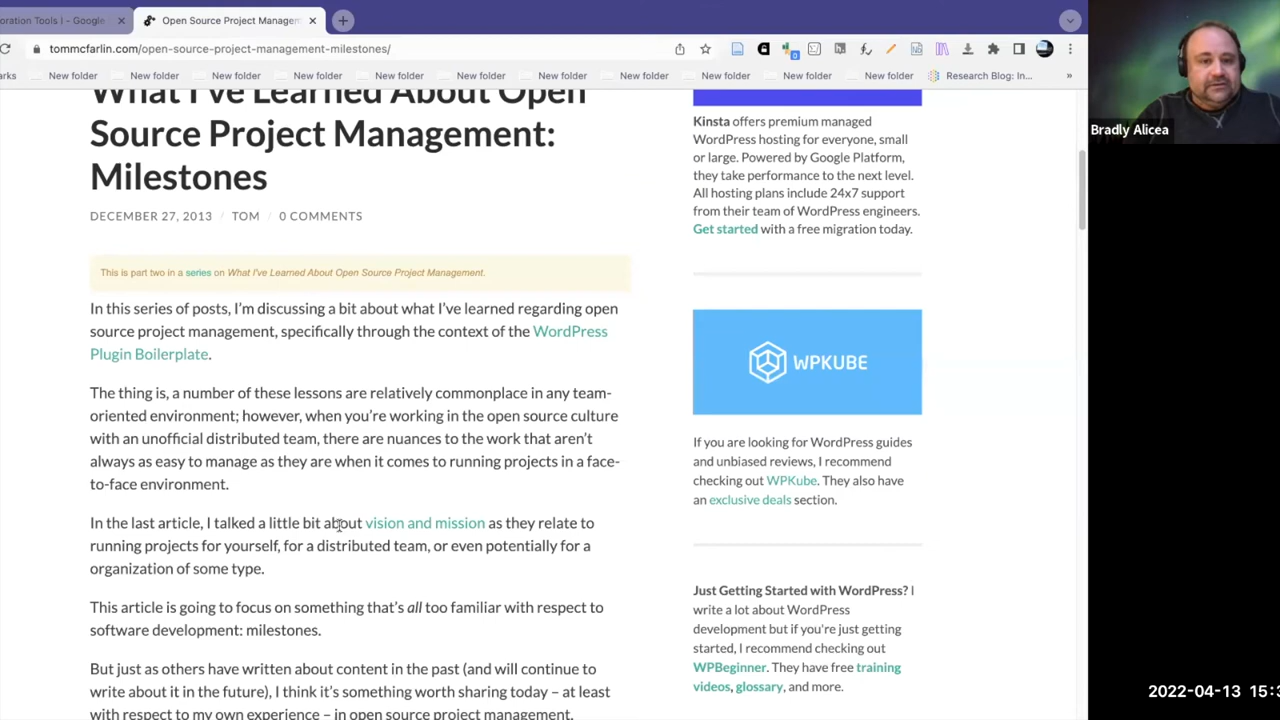 oration Tools I - Google
Open Source Project Managemen
tommcfarlin.com/open-source-project-management-milestones/
arks
New folder
New folder
New folder
New folder
New folder
New folder
New folder
New folder
New folder
New folder
New folder
Research Blog: In...
»
What I've Learned About Open
Source Project Management:
Milestones
DECEMBER 27, 2013 / TOM / 0 COMMENTS
This is part two in a series on What I've Learned About Open Source Project Management.
In this series of posts, I'm discussing a bit about what I've learned regarding open
source project management, specifically through the context of the WordPress
Plugin Boilerplate.
The thing is, a number of these lessons are relatively commonplace in any team-
oriented environment; however, when you're working in the open source culture
with an unofficial distributed team, there are nuances to the work that aren't
always as easy to manage as they are when it comes to running projects in a face-
to-face environment.
In the last article, I talked a little bit about vision and mission as they relate to
running projects for yourself, for a distributed team, or even potentially for a
organization of some type.
This article is going to focus on something that's all too familiar with respect to
software development: milestones.
But just as others have written about content in the past (and will continue to
write about it in the future), I think it's something worth sharing today – at least
with respect to my own experience – in open source project management.
Kinsta offers premium managed
WordPress hosting for everyone, small
or large. Powered by Google Platform,
they take performance to the next level.
All hosting plans include 24x7 support
from their team of WordPress engineers.
Get started with a free migration today.
WPKUBE
If you are looking for WordPress guides
and unbiased reviews, I recommend
checking out WPKube. They also have
an exclusive deals section.
Just Getting Started with WordPress? I
write a lot about WordPress
development but if you're just getting
started, I recommend checking out
WPBeginner. They have free training
videos, glossary, and more.
Bradly Alicea
2022-04-13 15:3